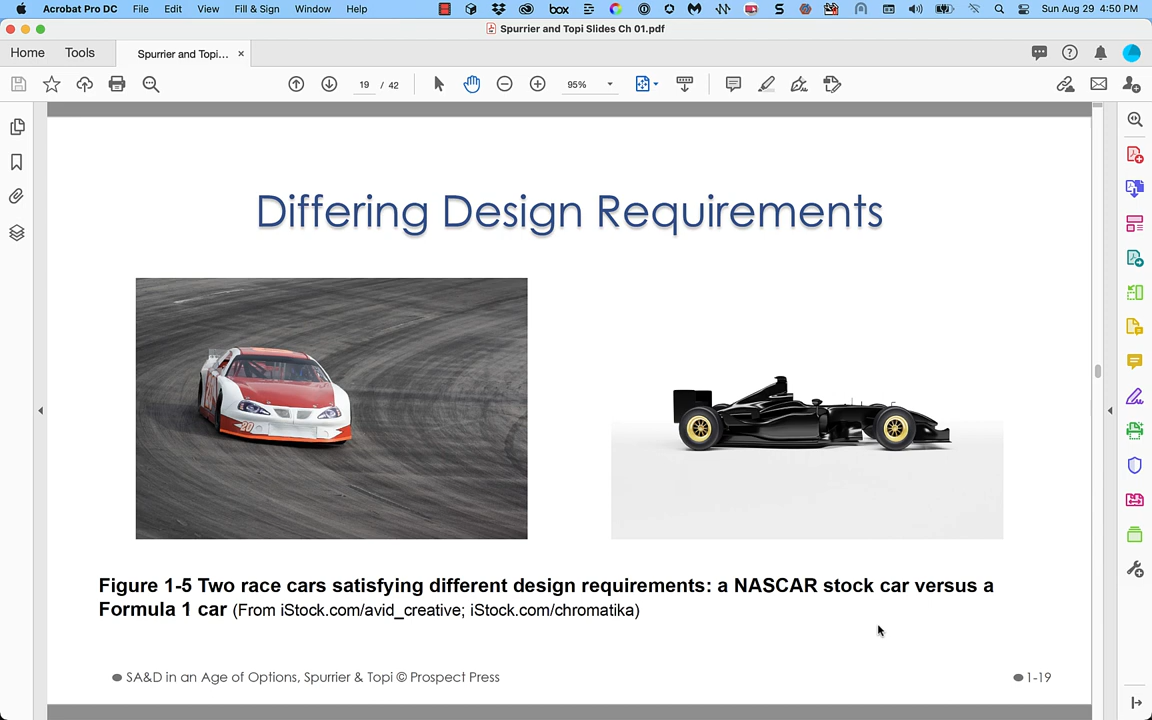 Acrobat Pro DC File Edit View Fill & Sign Window Help box Sun Aug 29 4:50 PM
Spurrier and Topi Slides Ch 01.pdf
Home Tools Spurrier and Topi... ×
19 / 42 95%
Differing Design Requirements
20
Figure 1-5 Two race cars satisfying different design requirements: a NASCAR stock car versus a
Formula 1 car (From iStock.com/avid_creative; iStock.com/chromatika)
SA&D in an Age of Options, Spurrier & Topi © Prospect Press 1-19